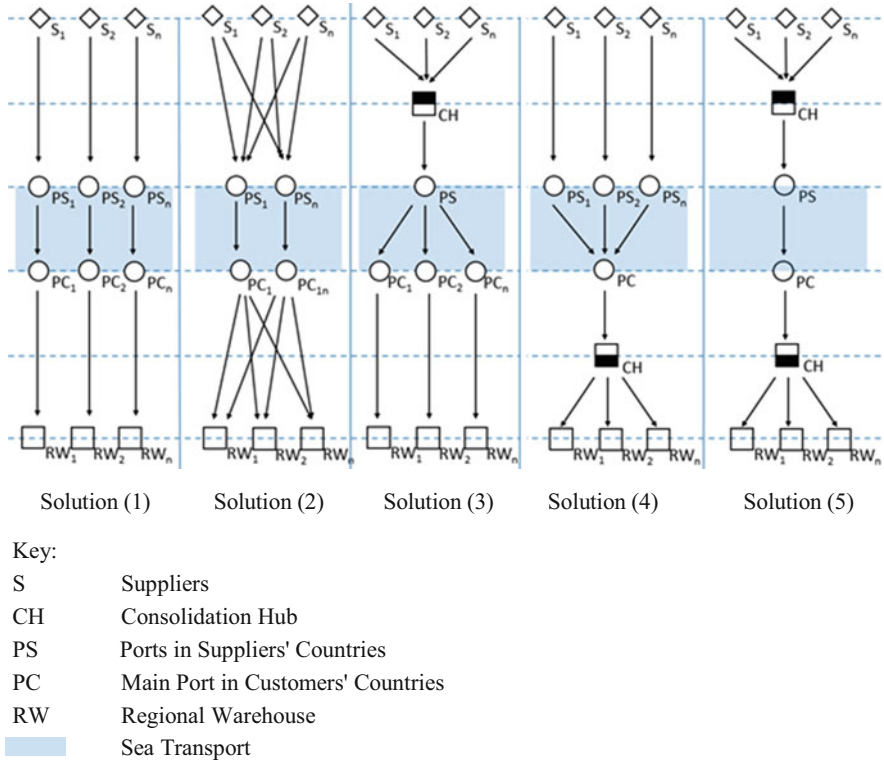 S₁ S₂ Sₙ S₁ S₂ Sₙ S₁ S₂ Sₙ S₁ S₂ Sₙ S₁ S₂ Sₙ
CH CH
PS₁ PS₂ PSₙ PS₁ PSₙ PS PS₁ PS₂ PSₙ PS
PC₁ PC₂ PCₙ PC₁ PC₁ₙ PC₁ PC₂ PCₙ PC PC
CH CH
RW₁ RW₂ RWₙ RW₁ RW₂ RWₙ RW₁ RW₂ RWₙ RW₁ RW₂ RWₙ RW₁ RW₂ RWₙ
Solution (1) Solution (2) Solution (3) Solution (4) Solution (5)
Key:
S Suppliers
CH Consolidation Hub
PS Ports in Suppliers' Countries
PC Main Port in Customers' Countries
RW Regional Warehouse
Sea Transport